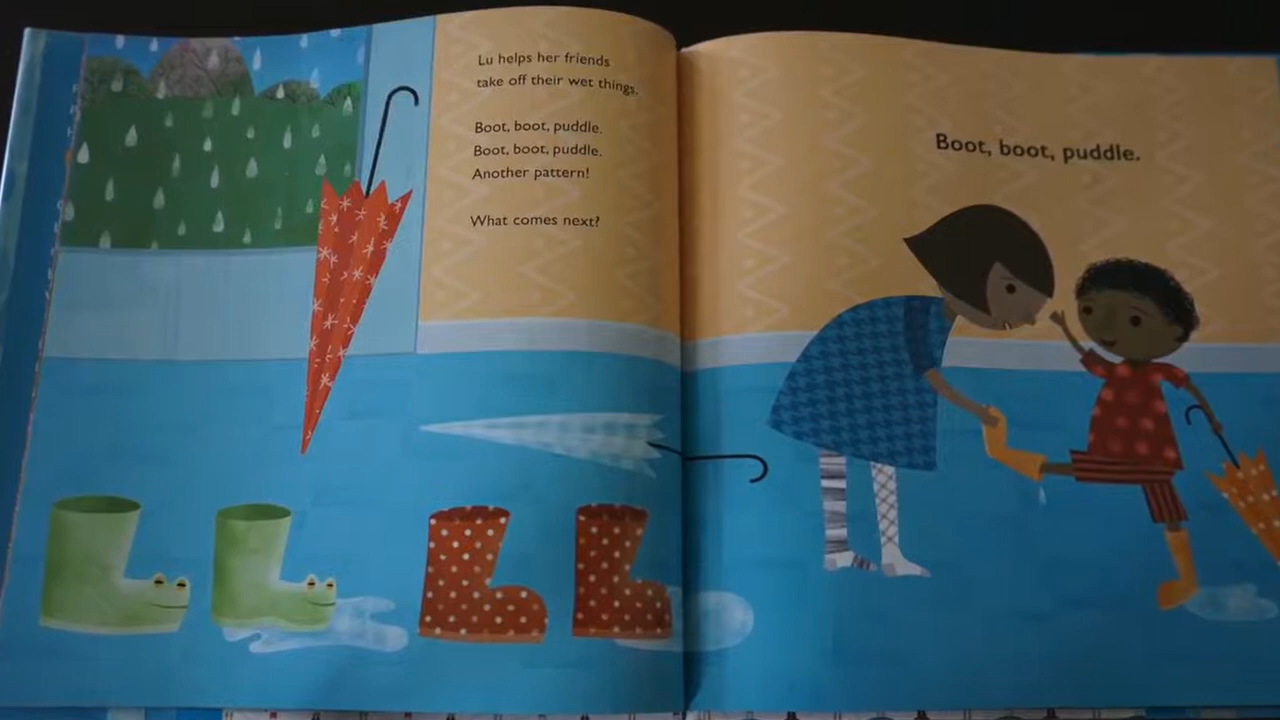 Lu helps her friends
take off their wet things.
Boot, boot, puddle.
Boot, boot, puddle.
Another pattern!
What comes next?
Boot, boot, puddle.